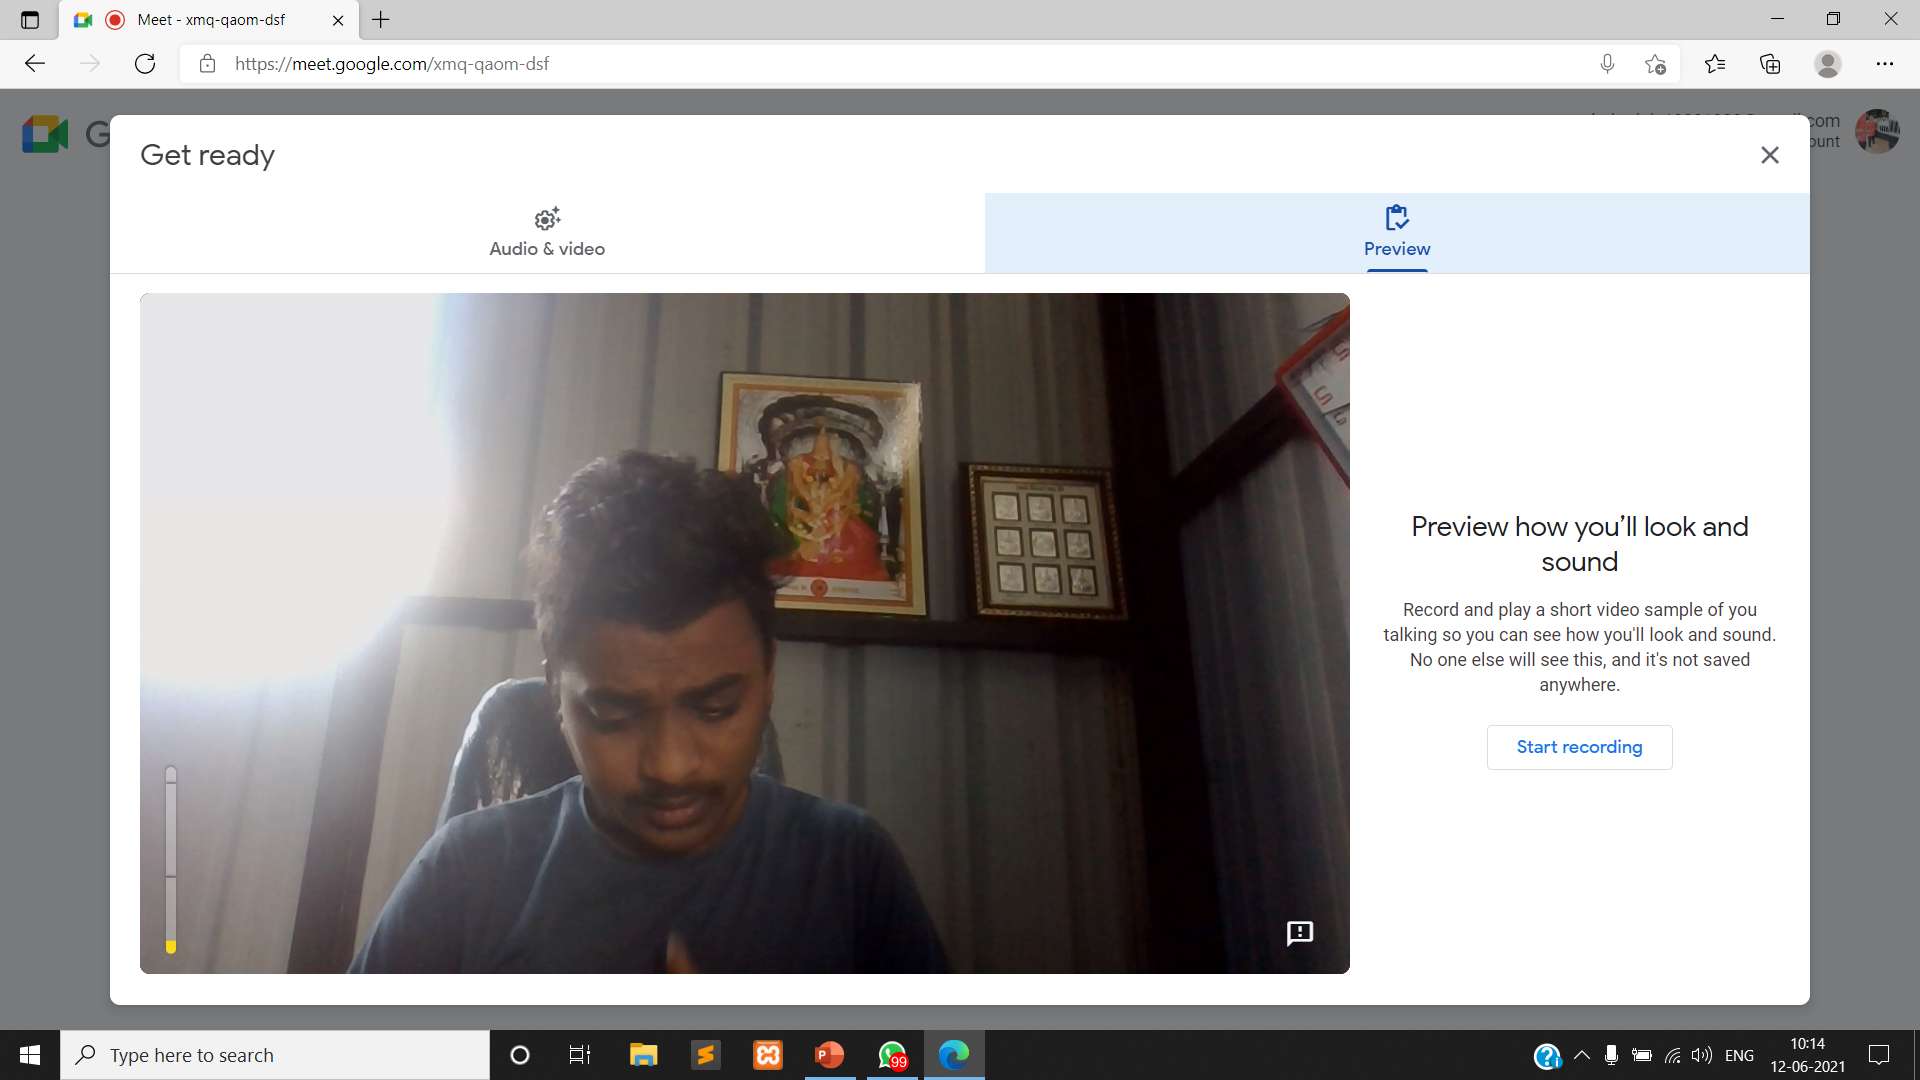 Meet - xmq-qaom-dsf
https://meet.google.com/xmq-qaom-dsf
G
com
ount
Get ready
Audio & video
Preview
Preview how you’ll look and
sound
Record and play a short video sample of you
talking so you can see how you'll look and sound.
No one else will see this, and it's not saved
anywhere.
Start recording
Type here to search
99
ENG
10:14
12-06-2021